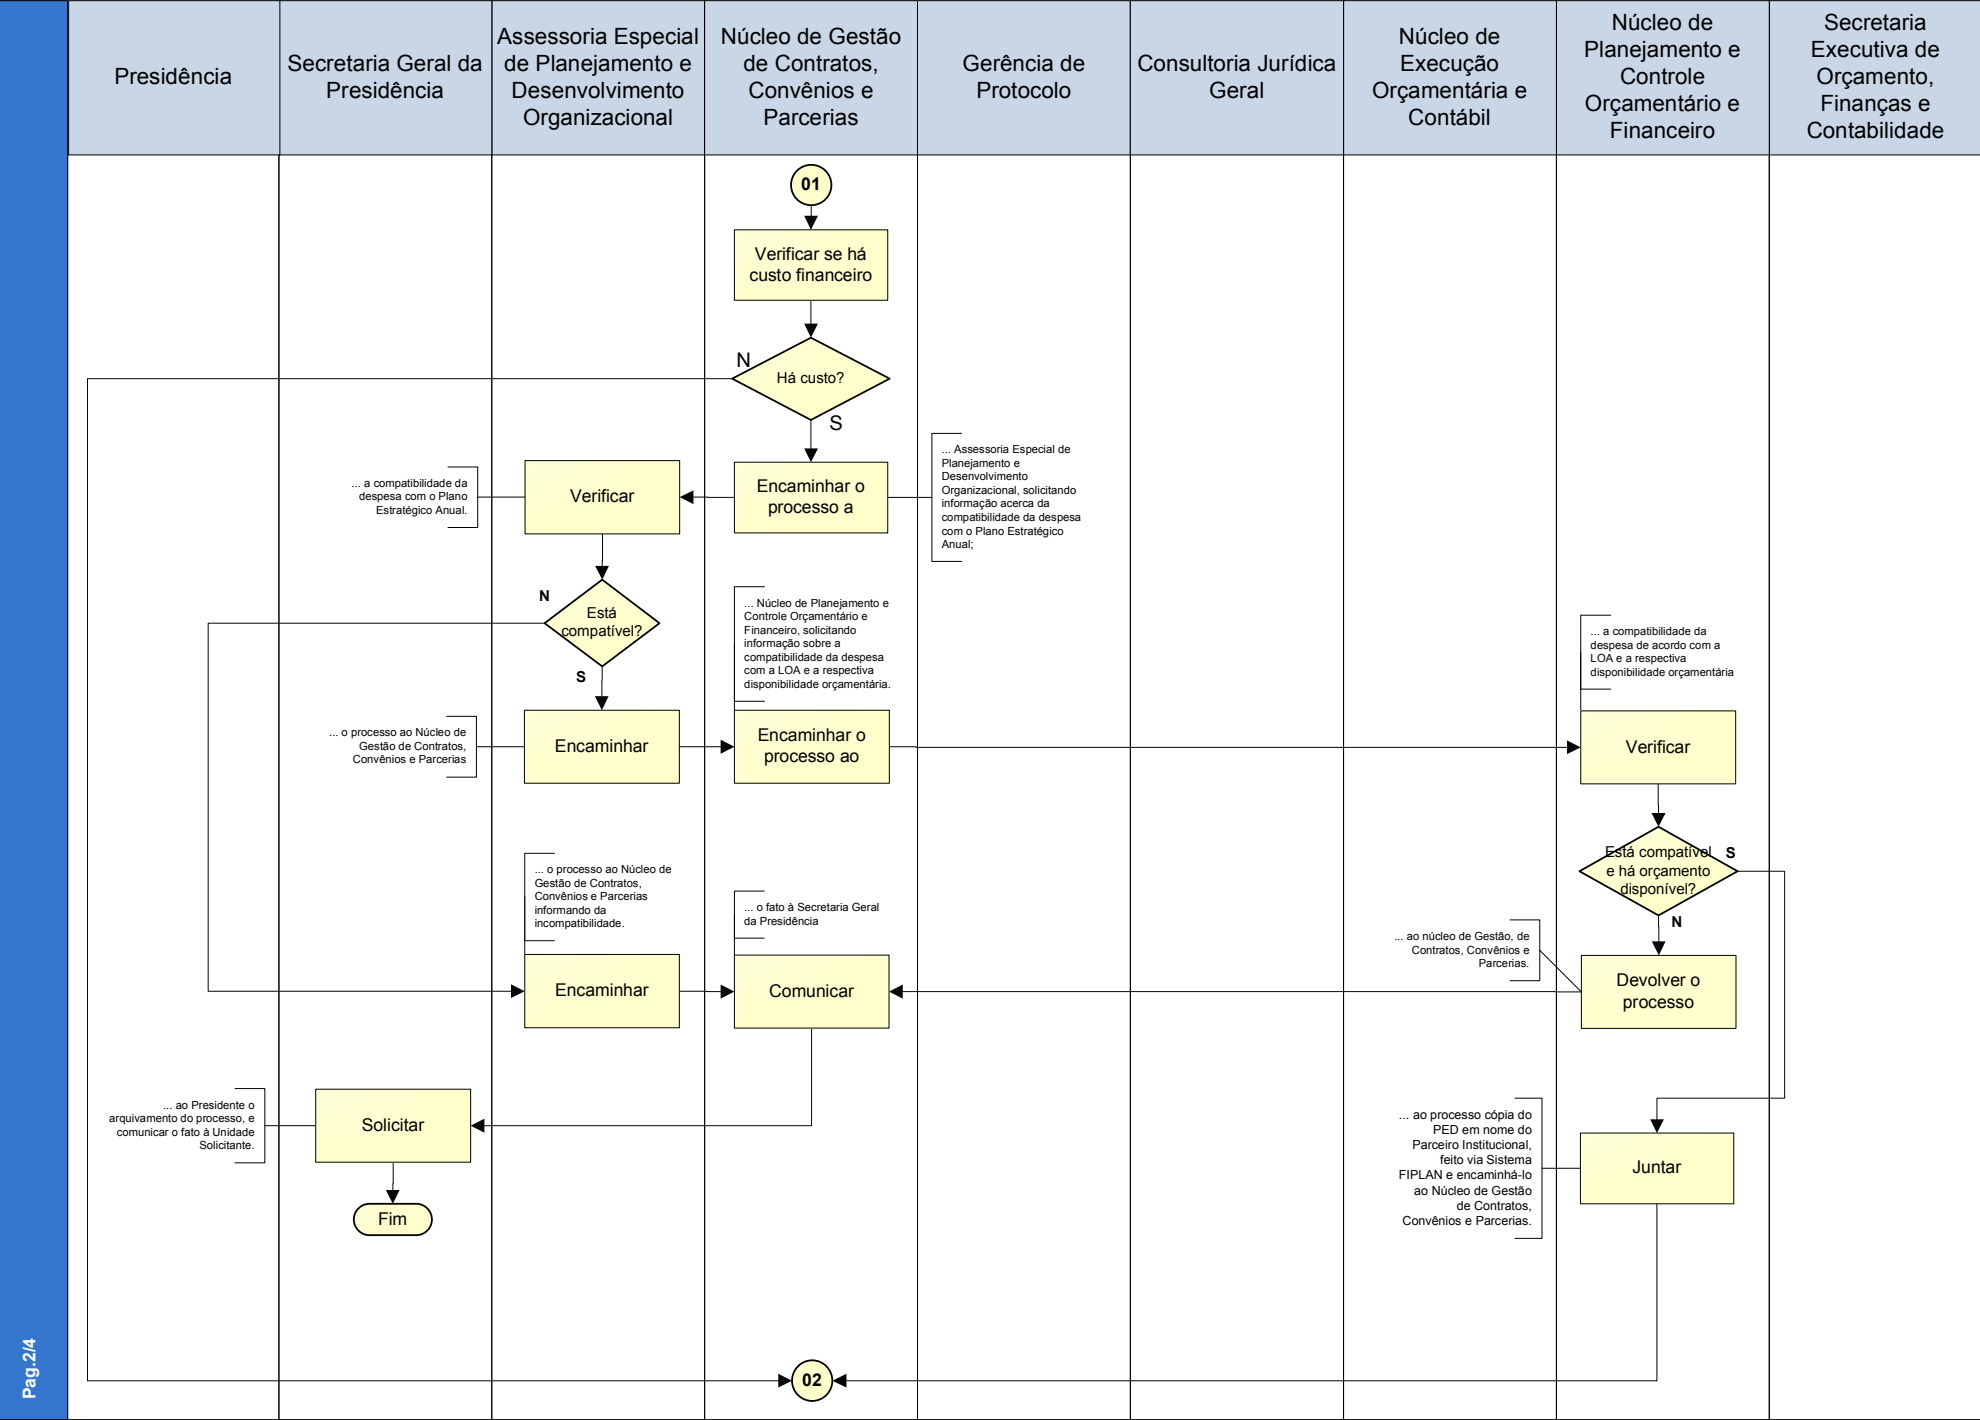 Presidência
Secretaria Geral da
Presidência
Assessoria Especial
de Planejamento e
Desenvolvimento
Organizacional
Núcleo de Gestão
de Contratos,
Convênios e
Parcerias
Gerência de
Protocolo
Consultoria Jurídica
Geral
Núcleo de
Execução
Orçamentária e
Contábil
Núcleo de
Planejamento e
Controle
Orçamentário e
Financeiro
Secretaria
Executiva de
Orçamento,
Finanças e
Contabilidade
01
Verificar se há
custo financeiro
N
Há custo?
S
... a compatibilidade da
despesa com o Plano
Estratégico Anual.
Verificar
Encaminhar o
processo a
... Assessoria Especial de
Planejamento e
Desenvolvimento
Organizacional, solicitando
informação acerca da
compatibilidade da despesa
com o Plano Estratégico
Anual;
N
Está
compatível?
S
... Núcleo de Planejamento e
Controle Orçamentário e
Financeiro, solicitando
informação sobre a
compatibilidade da despesa
com a LOA e a respectiva
disponibilidade orçamentária.
... a compatibilidade da
despesa de acordo com a
LOA e a respectiva
disponibilidade orçamentária
... o processo ao Núcleo de
Gestão de Contratos,
Convênios e Parcerias
Encaminhar
Encaminhar o
processo ao
Verificar
Está compatível
e há orçamento
disponível?
S
N
... o processo ao Núcleo de
Gestão de Contratos,
Convênios e Parcerias
informando da
incompatibilidade.
... o fato à Secretaria Geral
da Presidência
... ao núcleo de Gestão, de
Contratos, Convênios e
Parcerias.
Encaminhar
Comunicar
Devolver o
processo
... ao Presidente o
arquivamento do processo, e
comunicar o fato à Unidade
Solicitante.
Solicitar
... ao processo cópia do
PED em nome do
Parceiro Institucional,
feito via Sistema
FIPLAN e encaminhá-lo
ao Núcleo de Gestão
de Contratos,
Convênios e Parcerias.
Juntar
Fim
02
Pag.2/4